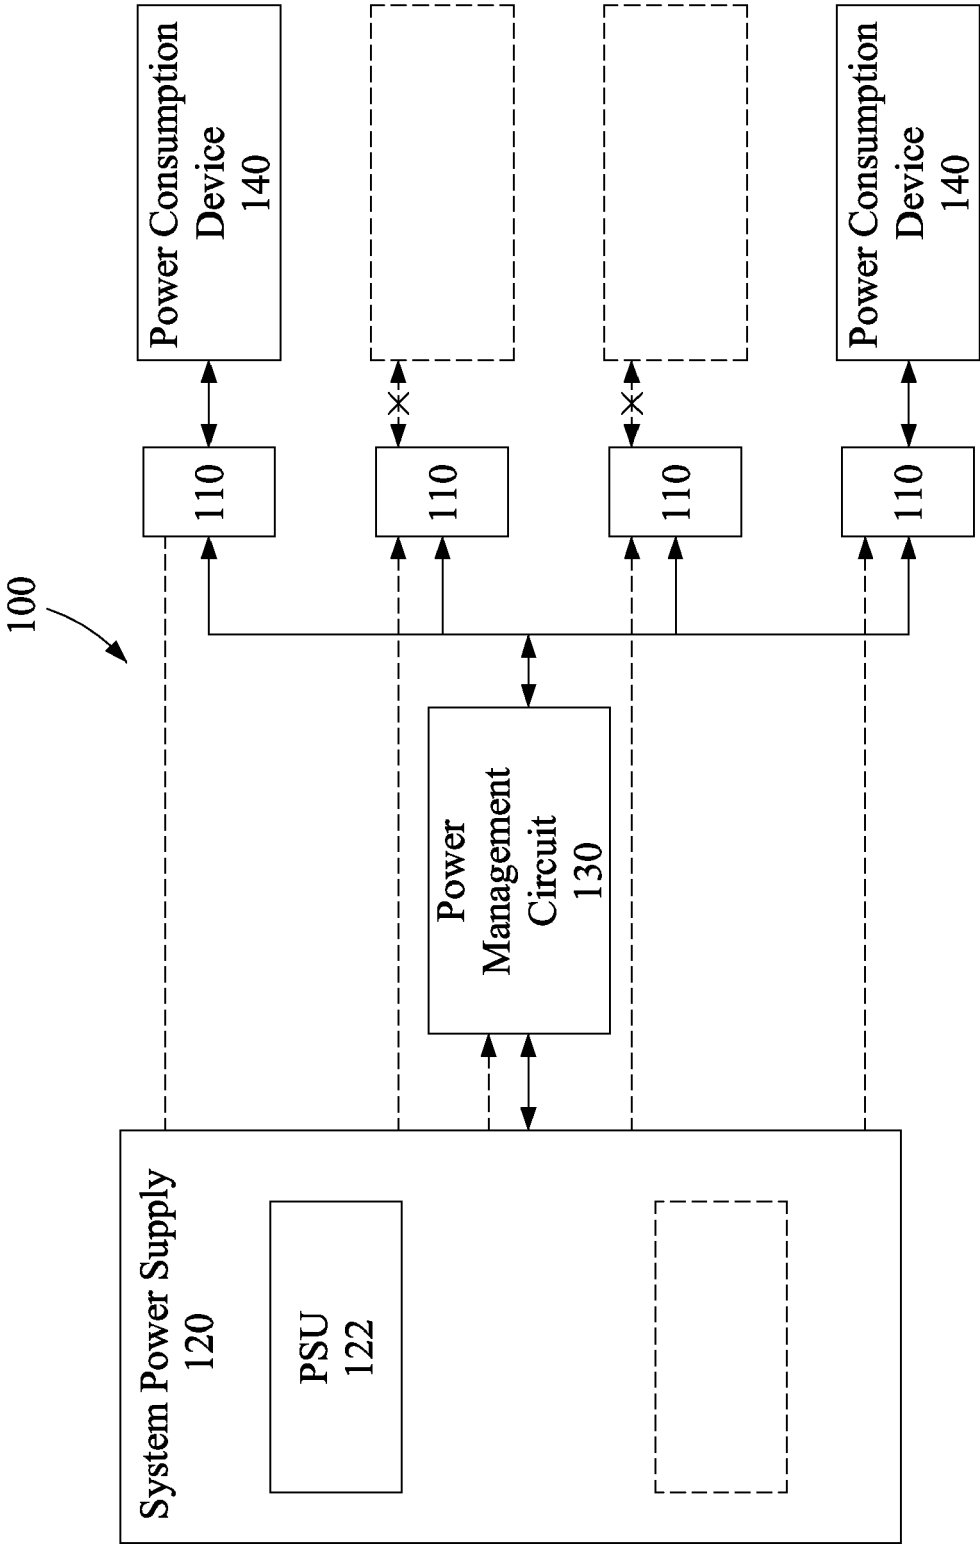 100
System Power Supply
120
PSU
122
Power
Management
Circuit
130
110
110
110
110
Power Consumption
Device
140
Power Consumption
Device
140